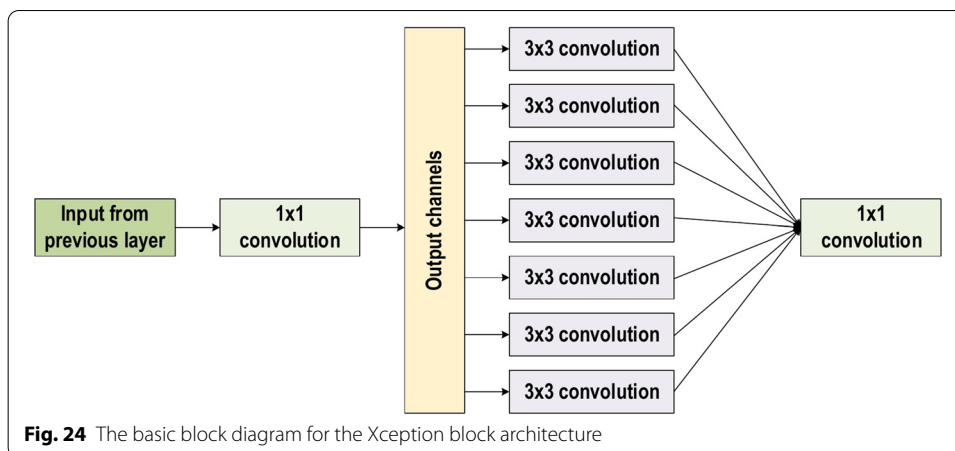 Input from
previous layer
1x1
convolution
Output channels
3x3 convolution
3x3 convolution
3x3 convolution
3x3 convolution
3x3 convolution
3x3 convolution
3x3 convolution
1x1
convolution
Fig. 24 The basic block diagram for the Xception block architecture